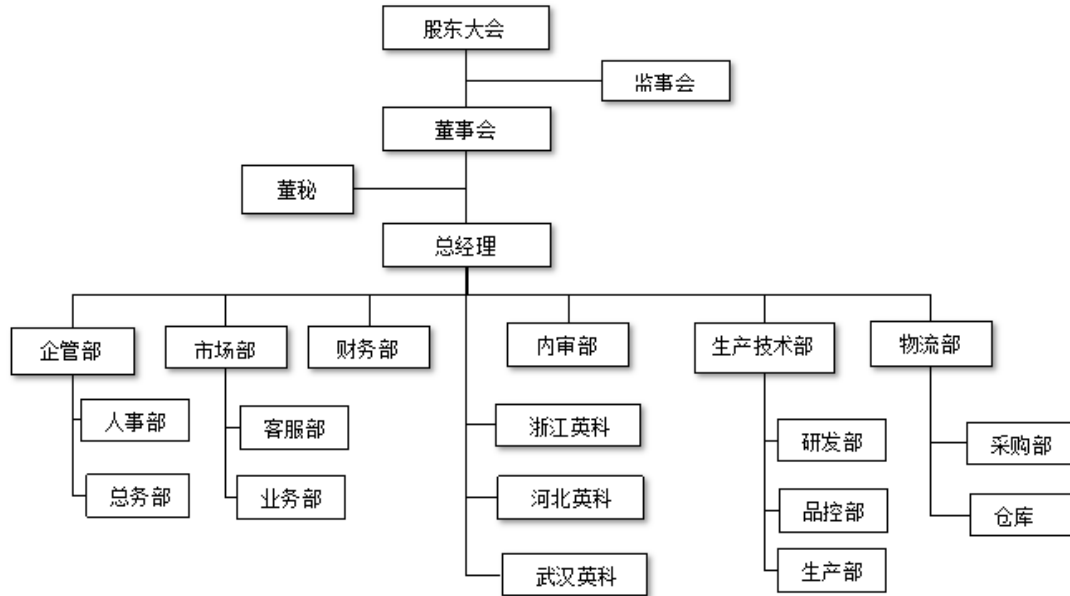 股东大会
监事会
董事会
董秘
总经理
企管部
市场部
财务部
内审部
生产技术部
物流部
人事部
客服部
浙江英科
研发部
采购部
总务部
业务部
河北英科
品控部
仓库
武汉英科
生产部